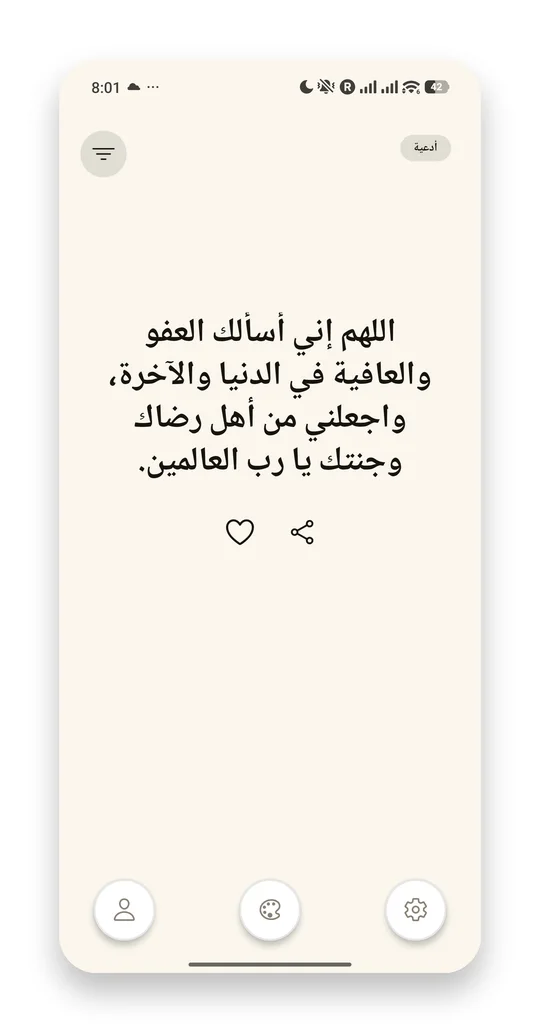 8:01
R
42
أدعية
اللهم إني أسألك العفو
والعافية في الدنيا والآخرة،
واجعلني من أهل رضاك
وجنتك يا رب العالمين.